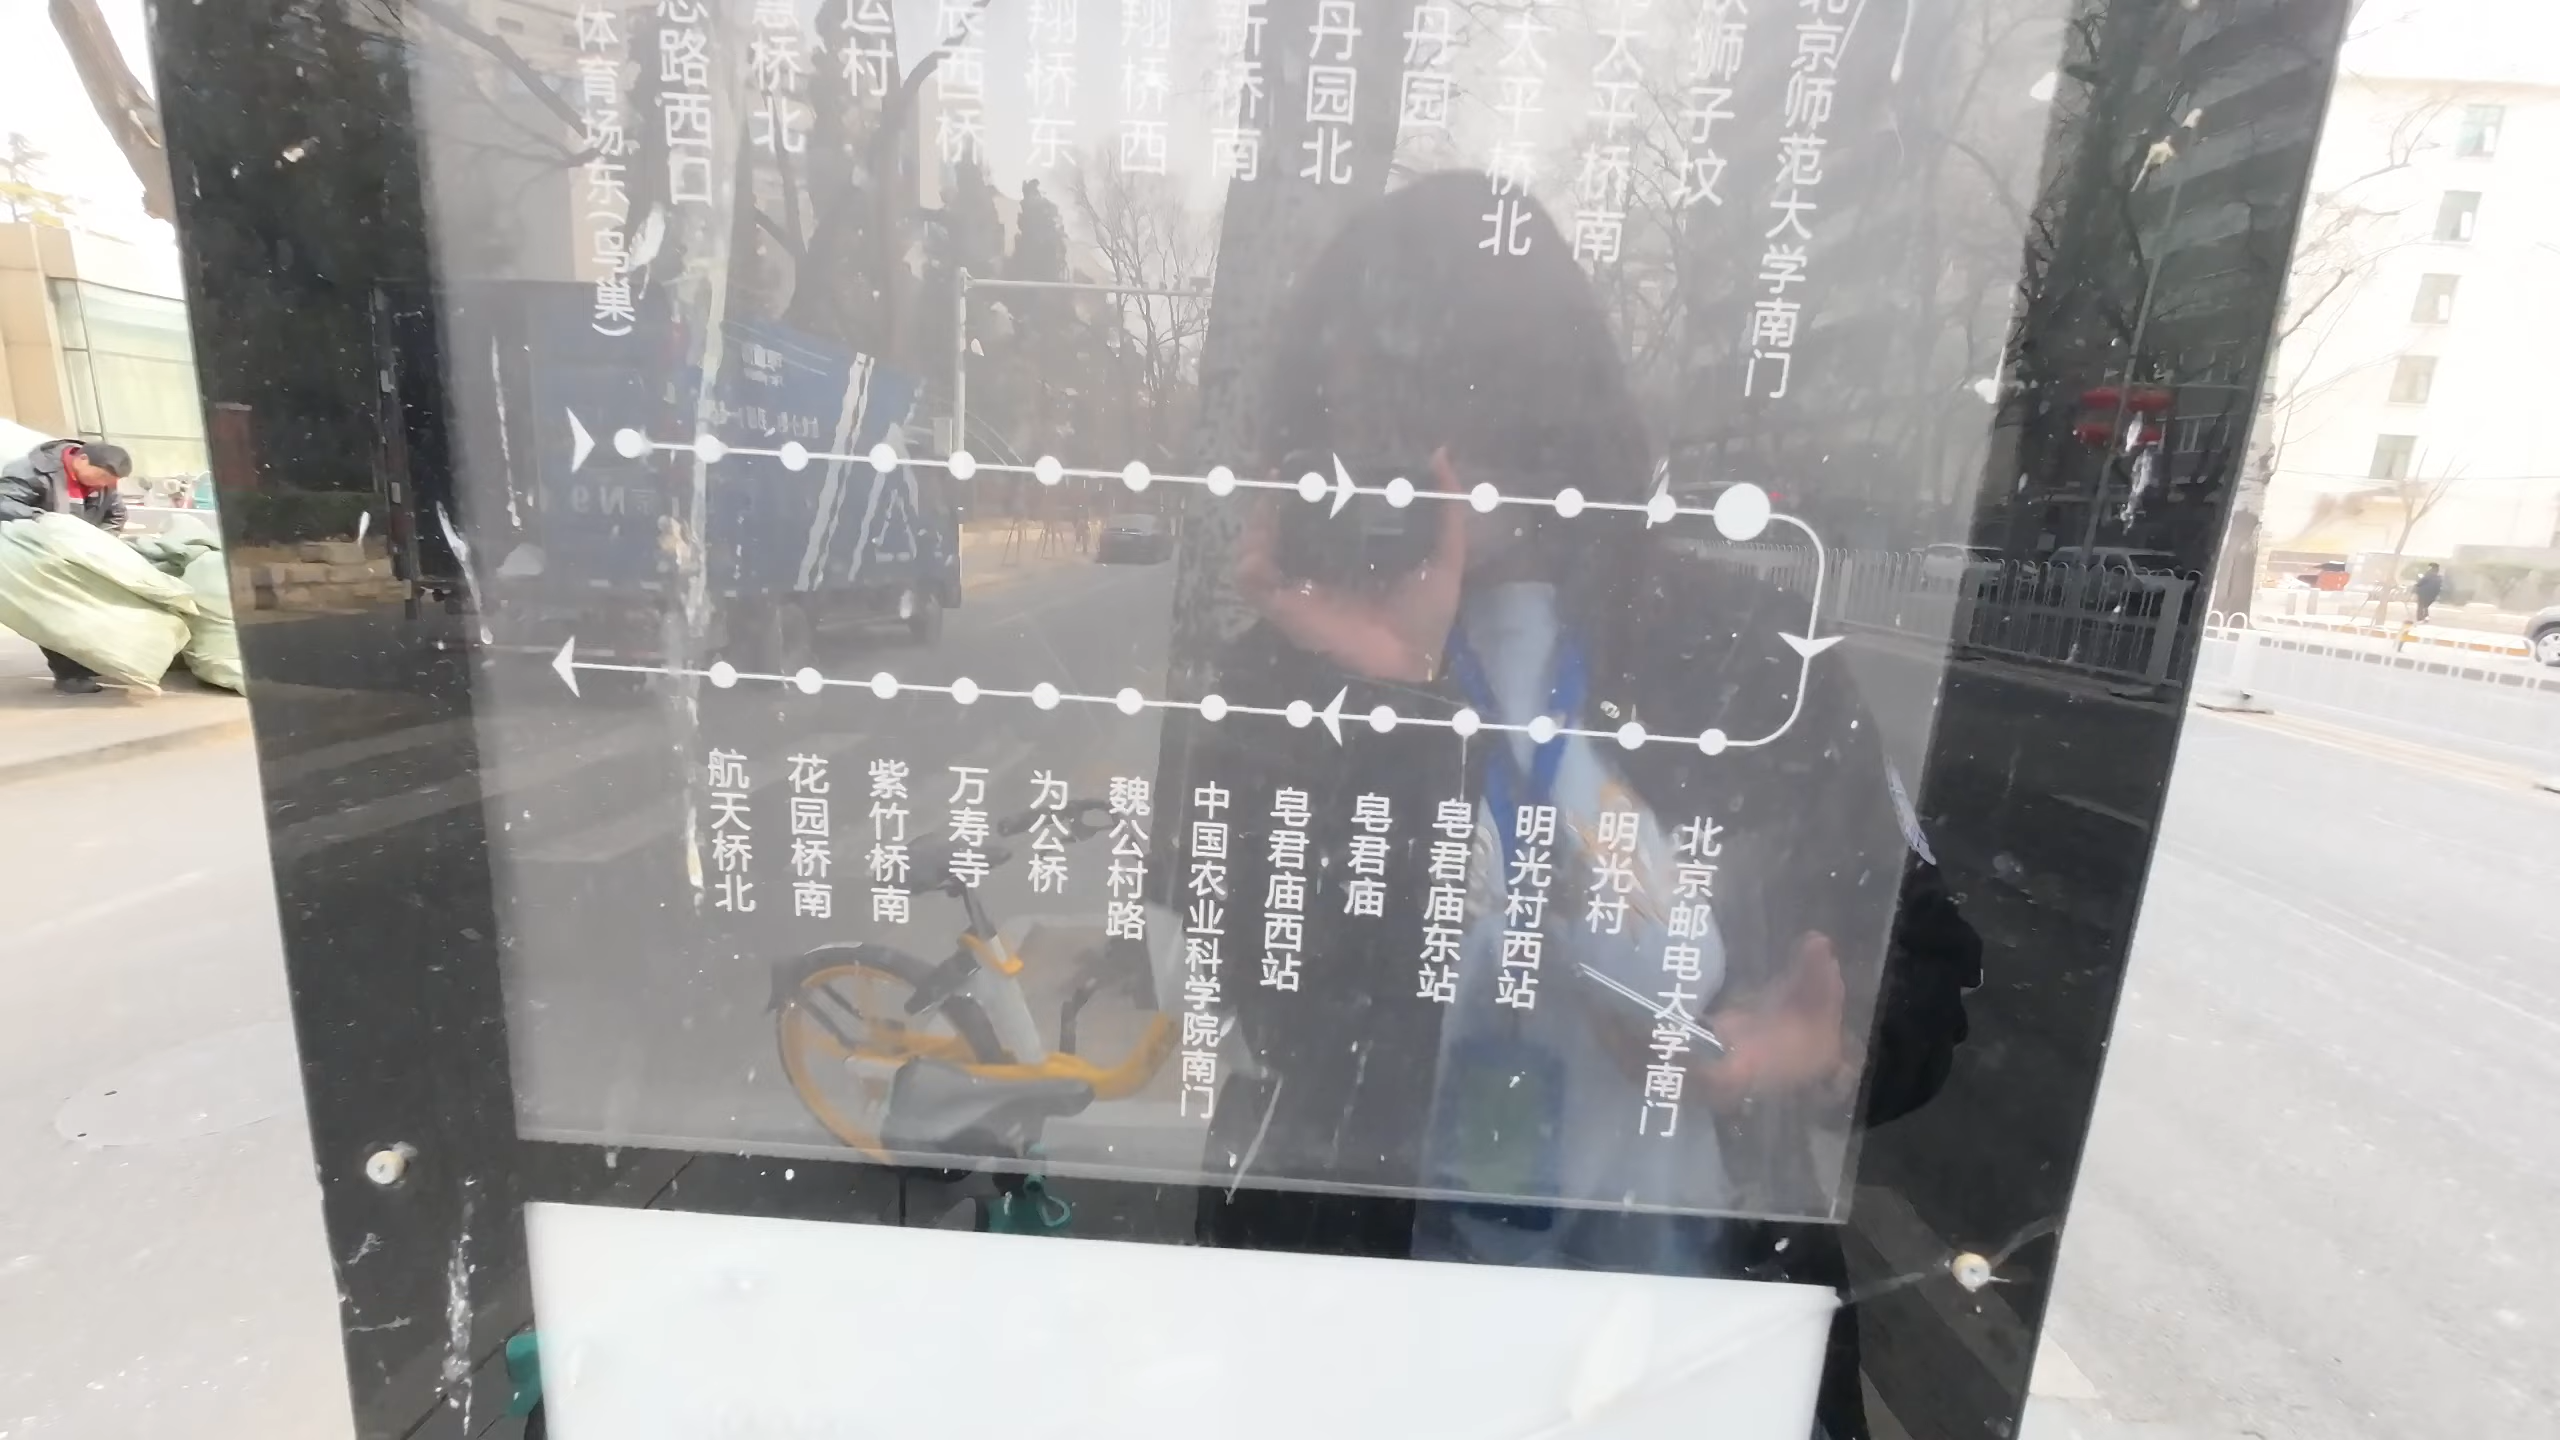 体育场东(鸟巢)
路西口
慧桥北
运村
辰西桥
翔桥东
翔桥西
新桥南
丹园北
丹园
太平桥北
太平桥南
狮子坟
北京师范大学南门
北京邮电大学南门
明光村
明光村西站
皂君庙东站
皂君庙
皂君庙西站
中国农业科学院南门
魏公村路
为公桥
万寿寺
紫竹桥南
花园桥南
航天桥北